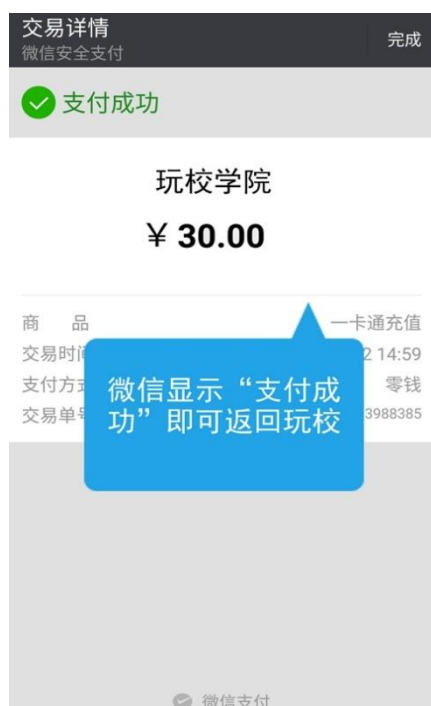 交易详情
微信安全支付
完成
支付成功
玩校学院
¥ 30.00
商 品
一卡通充值
交易时
2 14:59
支付方
零钱
交易单
3988385
微信显示“支付成
功”即可返回玩校
微信支付